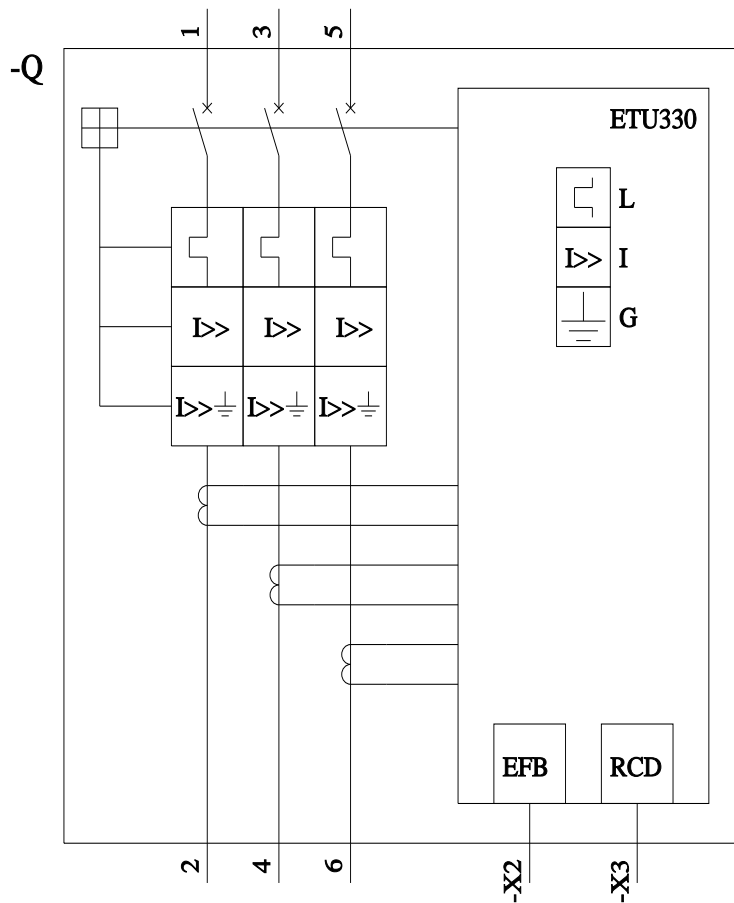 1 3 5
-Q
ETU330
L
I>> I
G
I>> I>> I>>
I>> I>> I>>
EFB RCD
2 4 6 -X2 -X3